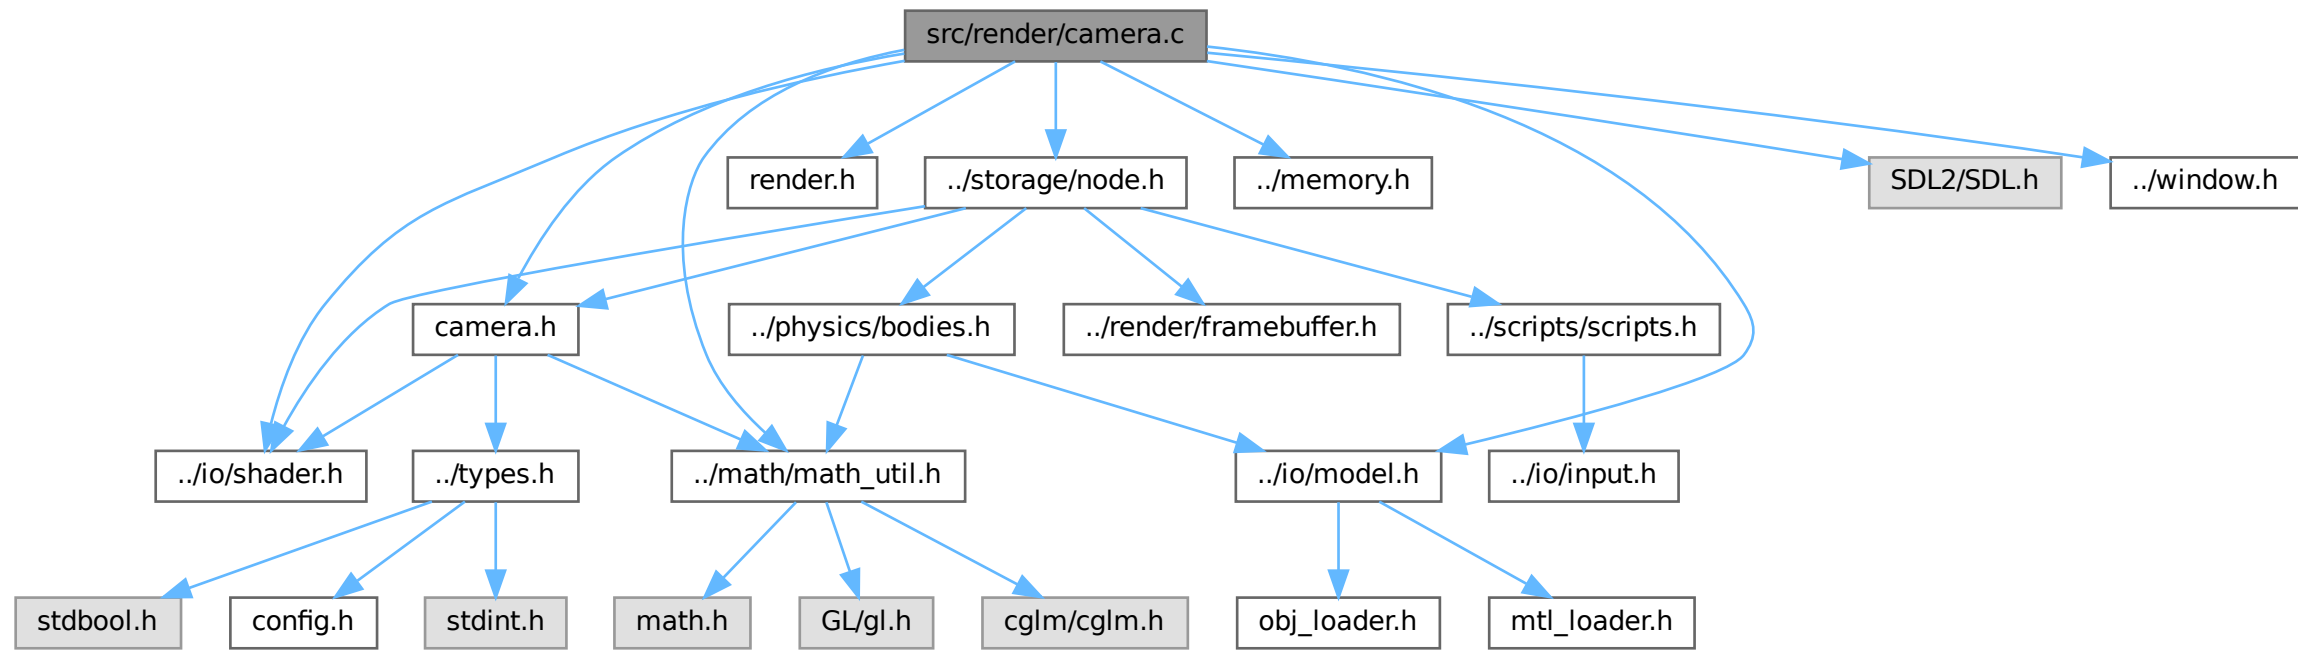 src/render/camera.c
render.h
../storage/node.h
../memory.h
SDL2/SDL.h
../window.h
camera.h
../physics/bodies.h
../render/framebuffer.h
../scripts/scripts.h
../io/shader.h
../types.h
../math/math_util.h
../io/model.h
../io/input.h
stdbool.h
config.h
stdint.h
math.h
GL/gl.h
cglm/cglm.h
obj_loader.h
mtl_loader.h